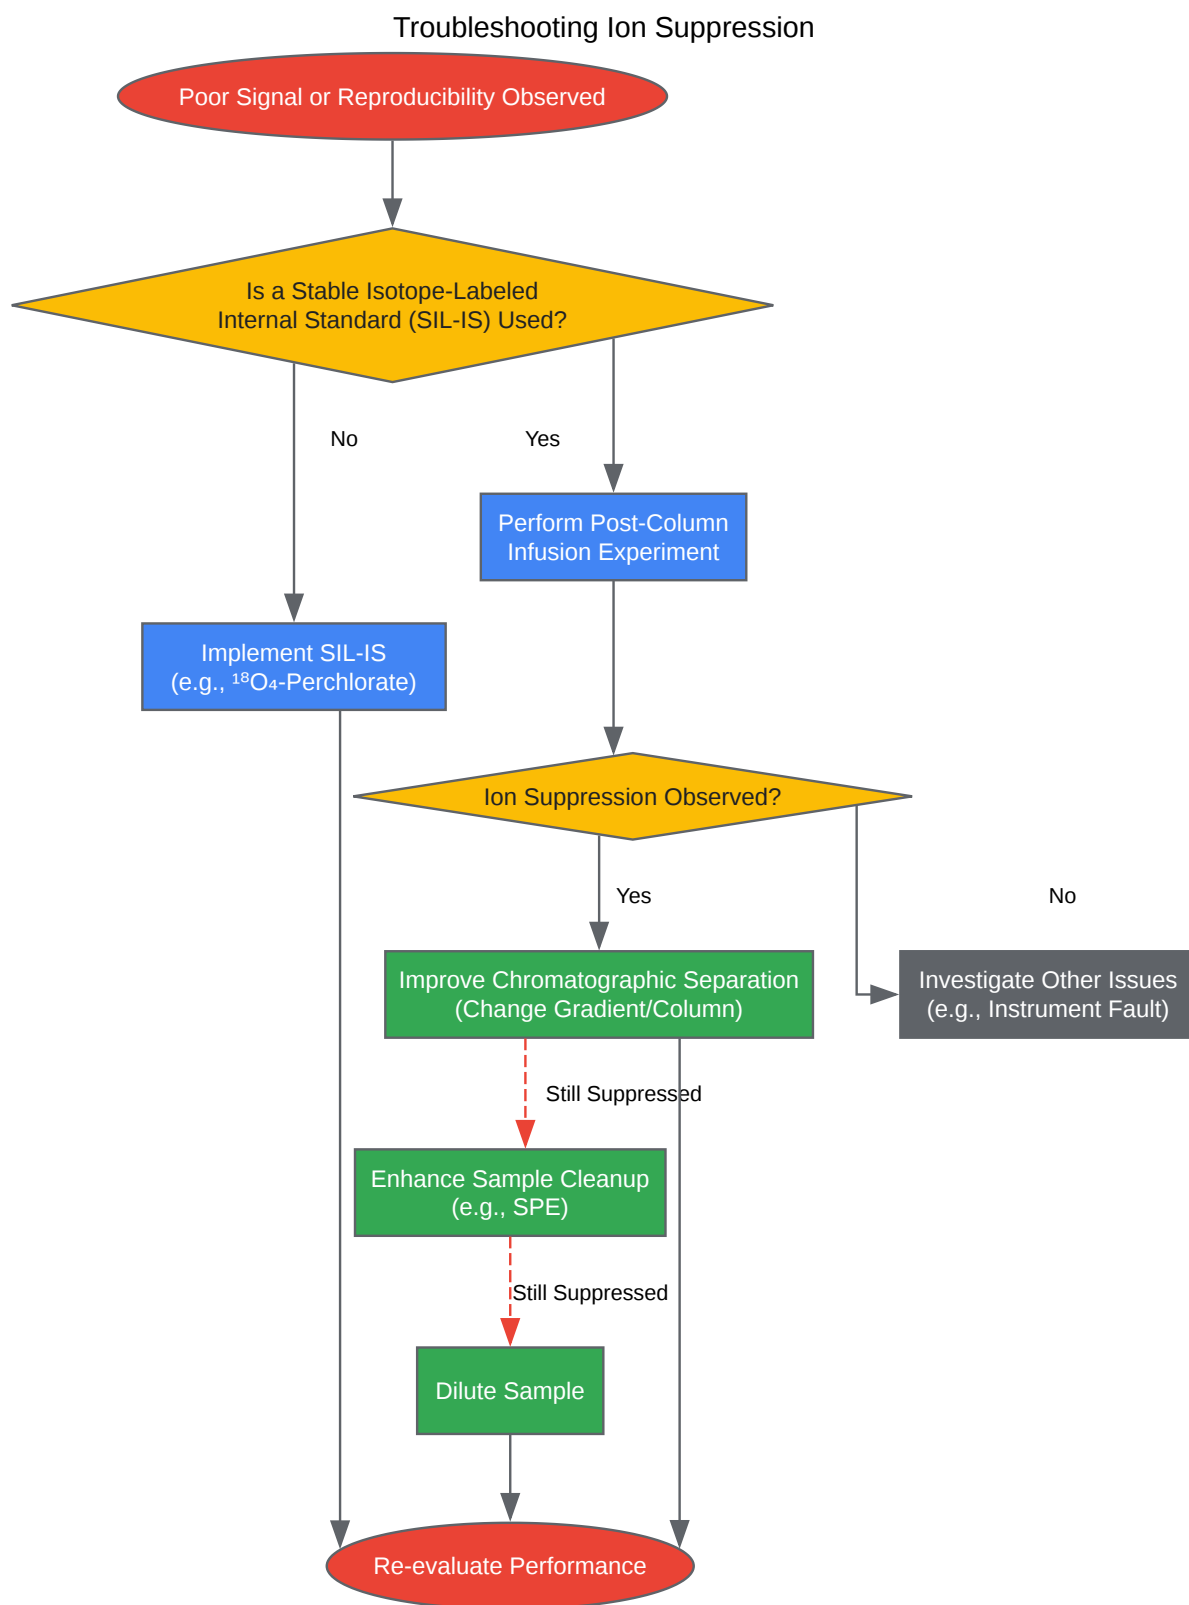 Troubleshooting Ion Suppression
Poor Signal or Reproducibility Observed
Is a Stable Isotope-Labeled
Internal Standard (SIL-IS) Used?
No
Yes
Perform Post-Column
Infusion Experiment
Implement SIL-IS
(e.g., ¹⁸O₄-Perchlorate)
Ion Suppression Observed?
Yes
No
Improve Chromatographic Separation
(Change Gradient/Column)
Investigate Other Issues
(e.g., Instrument Fault)
Still Suppressed
Enhance Sample Cleanup
(e.g., SPE)
Still Suppressed
Dilute Sample
Re-evaluate Performance